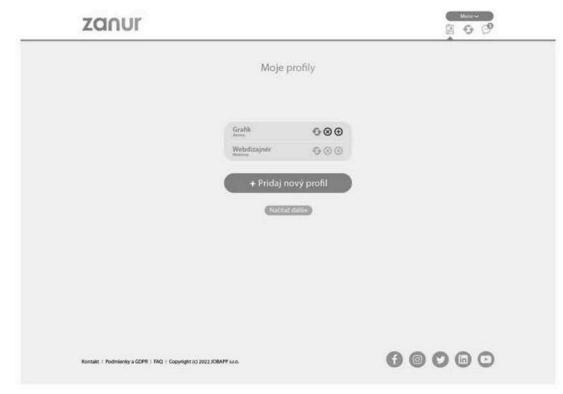 zanur
Menu
Moje profily
Grafik
Webdizajnér
+ Pridaj nový profil
Načítať ďalšie
Kontakt | Podmienky a GDPR | FAQ | Copyright (c) 2022 JOBAPP s.r.o.